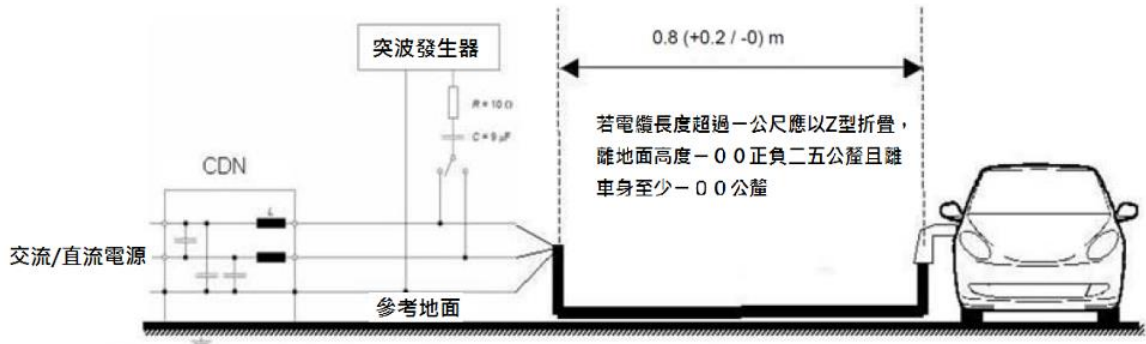 突波發生器
0.8 (+0.2 / -0) m
R = 10 Ω
C = 9 μF
若電纜長度超過一公尺應以Z型折疊，
離地面高度一００正負二五公釐且離
車身至少一００公釐
CDN
L
交流/直流電源
參考地面